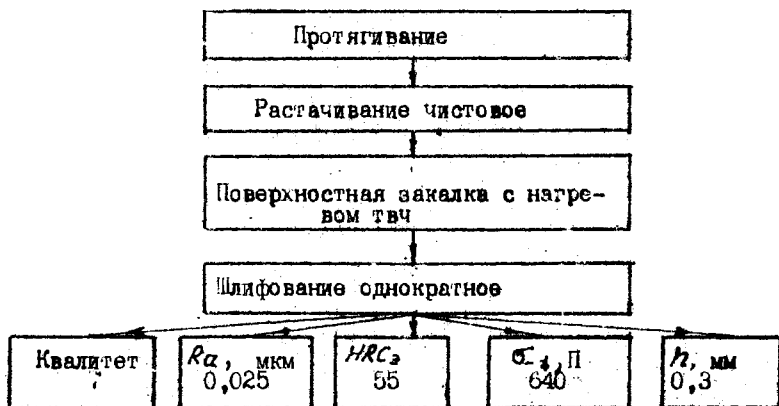 Протягивание
Растачивание чистовое
Поверхностная закалка с нагре-
вом твч
Шлифование однократное
Квалитет
Ra, мкм
0,025
HRCэ
55
П
640
h, мм
0,3